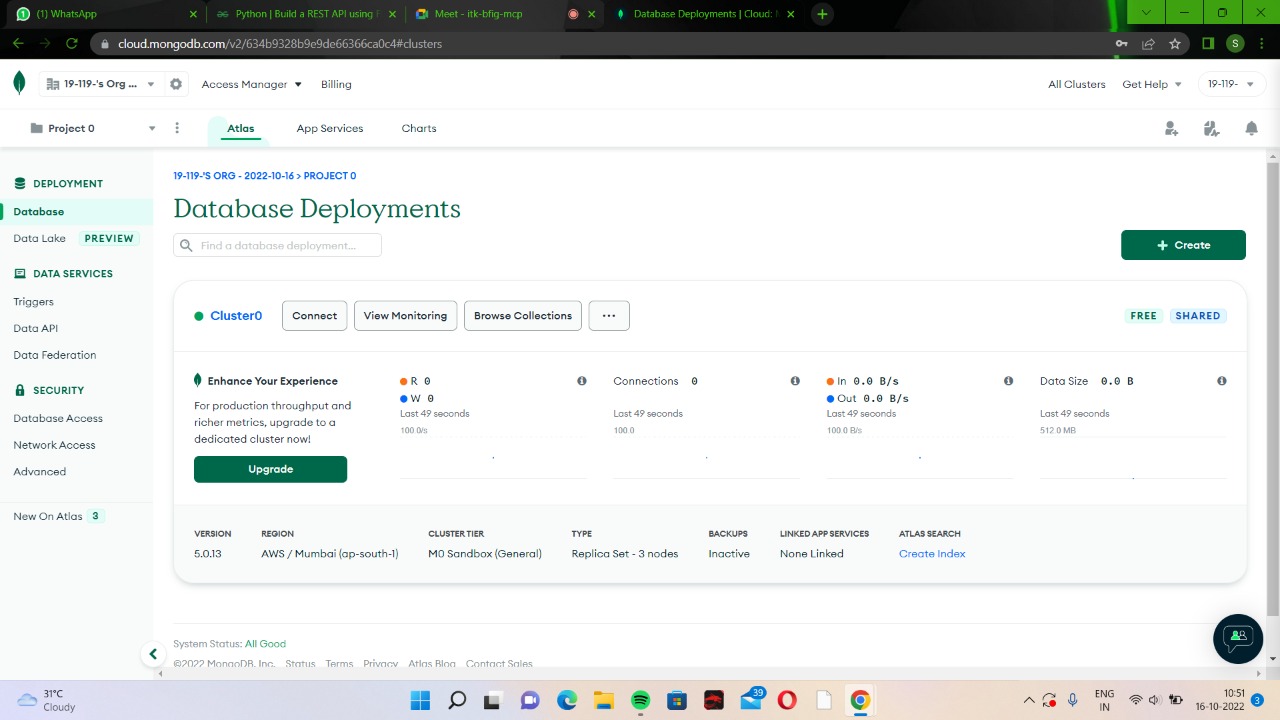 (1) WhatsApp
Python | Build a REST API using F
Meet - itk-bfig-mcp
Database Deployments | Cloud: M
cloud.mongodb.com/v2/634b9328b9e9de66366ca0c4#clusters
S
19-119-'s Org ...
Access Manager
Billing
All Clusters
Get Help
19-119-
Project 0
Atlas
App Services
Charts
DEPLOYMENT
Database
Data Lake PREVIEW
DATA SERVICES
Triggers
Data API
Data Federation
SECURITY
Database Access
Network Access
Advanced
New On Atlas 3
19-119-'S ORG - 2022-10-16 > PROJECT 0
Database Deployments
Find a database deployment...
+ Create
Cluster0
Connect
View Monitoring
Browse Collections
...
FREE
SHARED
Enhance Your Experience
For production throughput and
richer metrics, upgrade to a
dedicated cluster now!
Upgrade
R 0
W 0
Last 49 seconds
100.0/s
Connections 0
Last 49 seconds
100.0
In 0.0 B/s
Out 0.0 B/s
Last 49 seconds
100.0 B/s
Data Size 0.0 B
Last 49 seconds
512.0 MB
VERSION
5.0.13
REGION
AWS / Mumbai (ap-south-1)
CLUSTER TIER
M0 Sandbox (General)
TYPE
Replica Set - 3 nodes
BACKUPS
Inactive
LINKED APP SERVICES
None Linked
ATLAS SEARCH
Create Index
System Status: All Good
©2022 MongoDB, Inc. Status Terms Privacy Atlas Blog Contact Sales
31°C
Cloudy
39
ENG
IN
10:51
16-10-2022
3